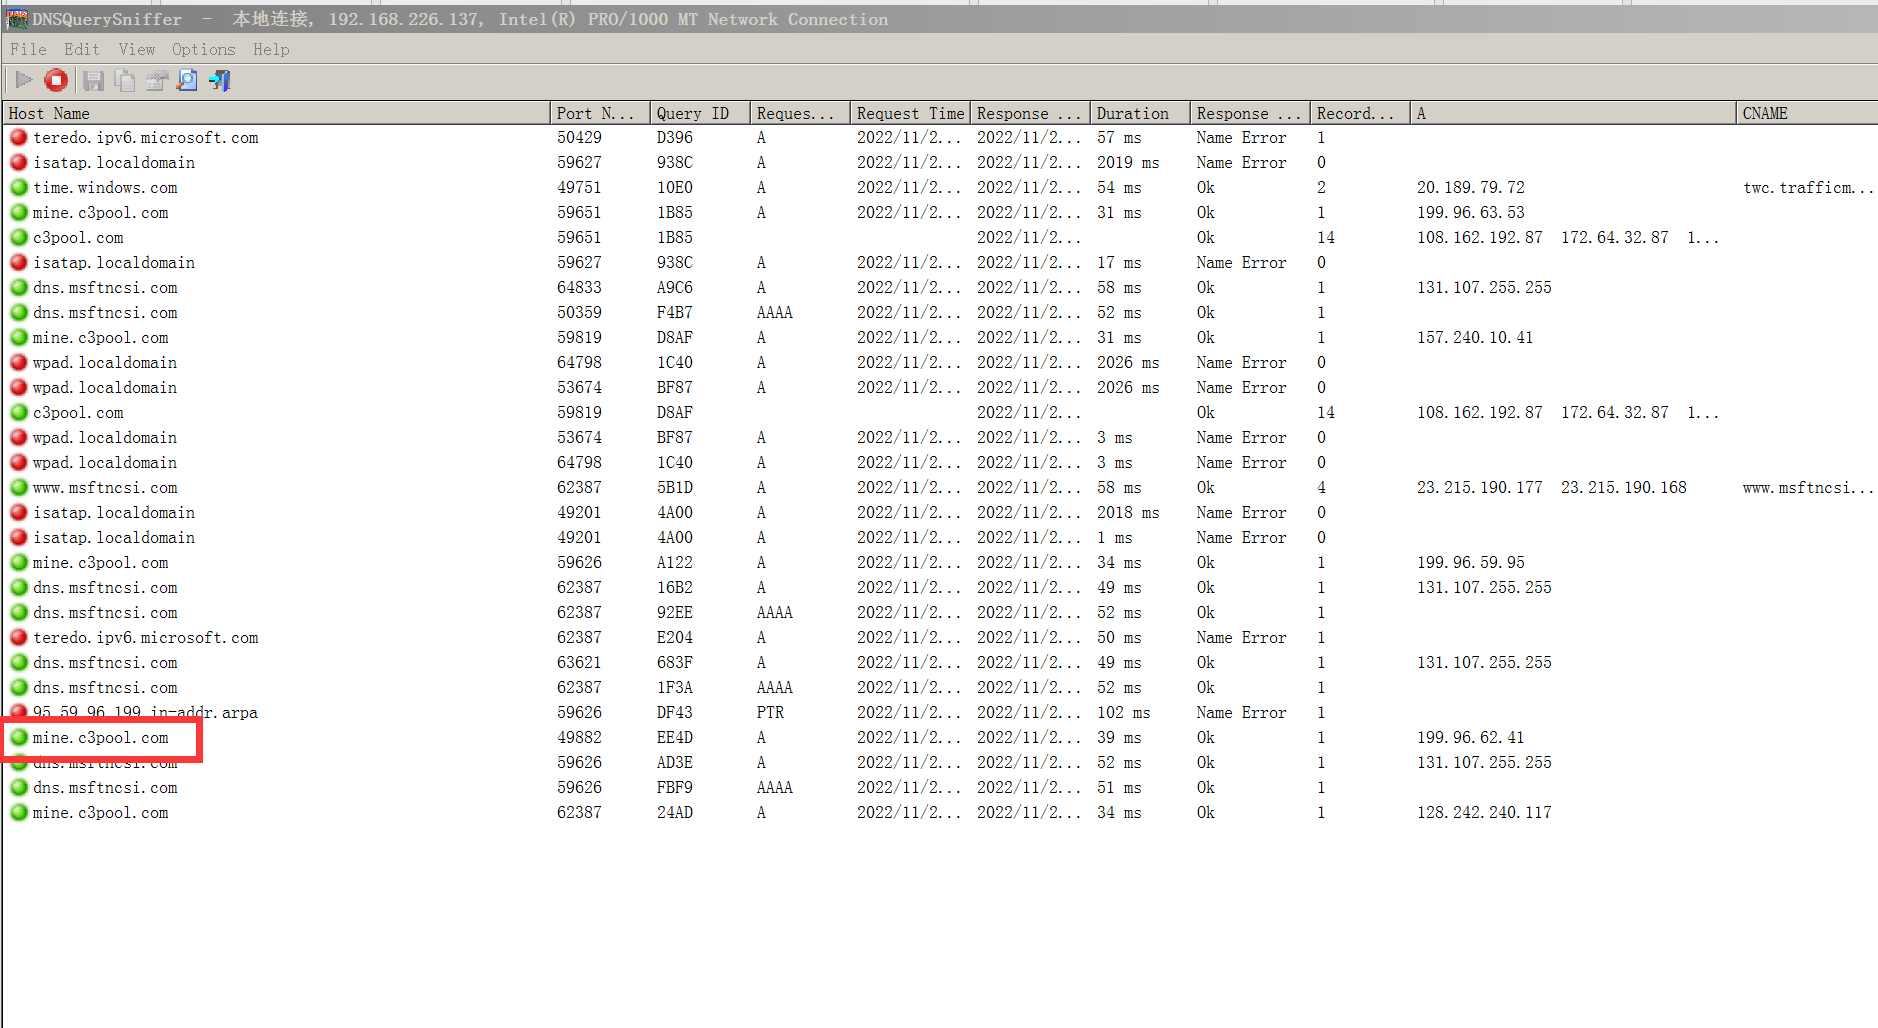 DNSQuerySniffer - 本地连接, 192.168.226.137, Intel(R) PRO/1000 MT Network Connection
File Edit View Options Help
Host Name Port N... Query ID Reques... Request Time Response ... Duration Response ... Record... A CNAME
teredo.ipv6.microsoft.com 50429 D396 A 2022/11/2... 2022/11/2... 57 ms Name Error 1
isatap.localdomain 59627 938C A 2022/11/2... 2022/11/2... 2019 ms Name Error 0
time.windows.com 49751 10E0 A 2022/11/2... 2022/11/2... 54 ms Ok 2 20.189.79.72 twc.trafficm...
mine.c3pool.com 59651 1B85 A 2022/11/2... 2022/11/2... 31 ms Ok 1 199.96.63.53
c3pool.com 59651 1B85 2022/11/2... Ok 14 108.162.192.87 172.64.32.87 1...
isatap.localdomain 59627 938C A 2022/11/2... 2022/11/2... 17 ms Name Error 0
dns.msftncsi.com 64833 A9C6 A 2022/11/2... 2022/11/2... 58 ms Ok 1 131.107.255.255
dns.msftncsi.com 50359 F4B7 AAAA 2022/11/2... 2022/11/2... 52 ms Ok 1
mine.c3pool.com 59819 D8AF A 2022/11/2... 2022/11/2... 31 ms Ok 1 157.240.10.41
wpad.localdomain 64798 1C40 A 2022/11/2... 2022/11/2... 2026 ms Name Error 0
wpad.localdomain 53674 BF87 A 2022/11/2... 2022/11/2... 2026 ms Name Error 0
c3pool.com 59819 D8AF 2022/11/2... Ok 14 108.162.192.87 172.64.32.87 1...
wpad.localdomain 53674 BF87 A 2022/11/2... 2022/11/2... 3 ms Name Error 0
wpad.localdomain 64798 1C40 A 2022/11/2... 2022/11/2... 3 ms Name Error 0
www.msftncsi.com 62387 5B1D A 2022/11/2... 2022/11/2... 58 ms Ok 4 23.215.190.177 23.215.190.168 www.msftncsi...
isatap.localdomain 49201 4A00 A 2022/11/2... 2022/11/2... 2018 ms Name Error 0
isatap.localdomain 49201 4A00 A 2022/11/2... 2022/11/2... 1 ms Name Error 0
mine.c3pool.com 59626 A122 A 2022/11/2... 2022/11/2... 34 ms Ok 1 199.96.59.95
dns.msftncsi.com 62387 16B2 A 2022/11/2... 2022/11/2... 49 ms Ok 1 131.107.255.255
dns.msftncsi.com 62387 92EE AAAA 2022/11/2... 2022/11/2... 52 ms Ok 1
teredo.ipv6.microsoft.com 62387 E204 A 2022/11/2... 2022/11/2... 50 ms Name Error 1
dns.msftncsi.com 63621 683F A 2022/11/2... 2022/11/2... 49 ms Ok 1 131.107.255.255
dns.msftncsi.com 62387 1F3A AAAA 2022/11/2... 2022/11/2... 52 ms Ok 1
95.59.96.199.in-addr.arpa 59626 DF43 PTR 2022/11/2... 2022/11/2... 102 ms Name Error 1
mine.c3pool.com 49882 EE4D A 2022/11/2... 2022/11/2... 39 ms Ok 1 199.96.62.41
dns.msftncsi.com 59626 AD3E A 2022/11/2... 2022/11/2... 52 ms Ok 1 131.107.255.255
dns.msftncsi.com 59626 FBF9 AAAA 2022/11/2... 2022/11/2... 51 ms Ok 1
mine.c3pool.com 62387 24AD A 2022/11/2... 2022/11/2... 34 ms Ok 1 128.242.240.117